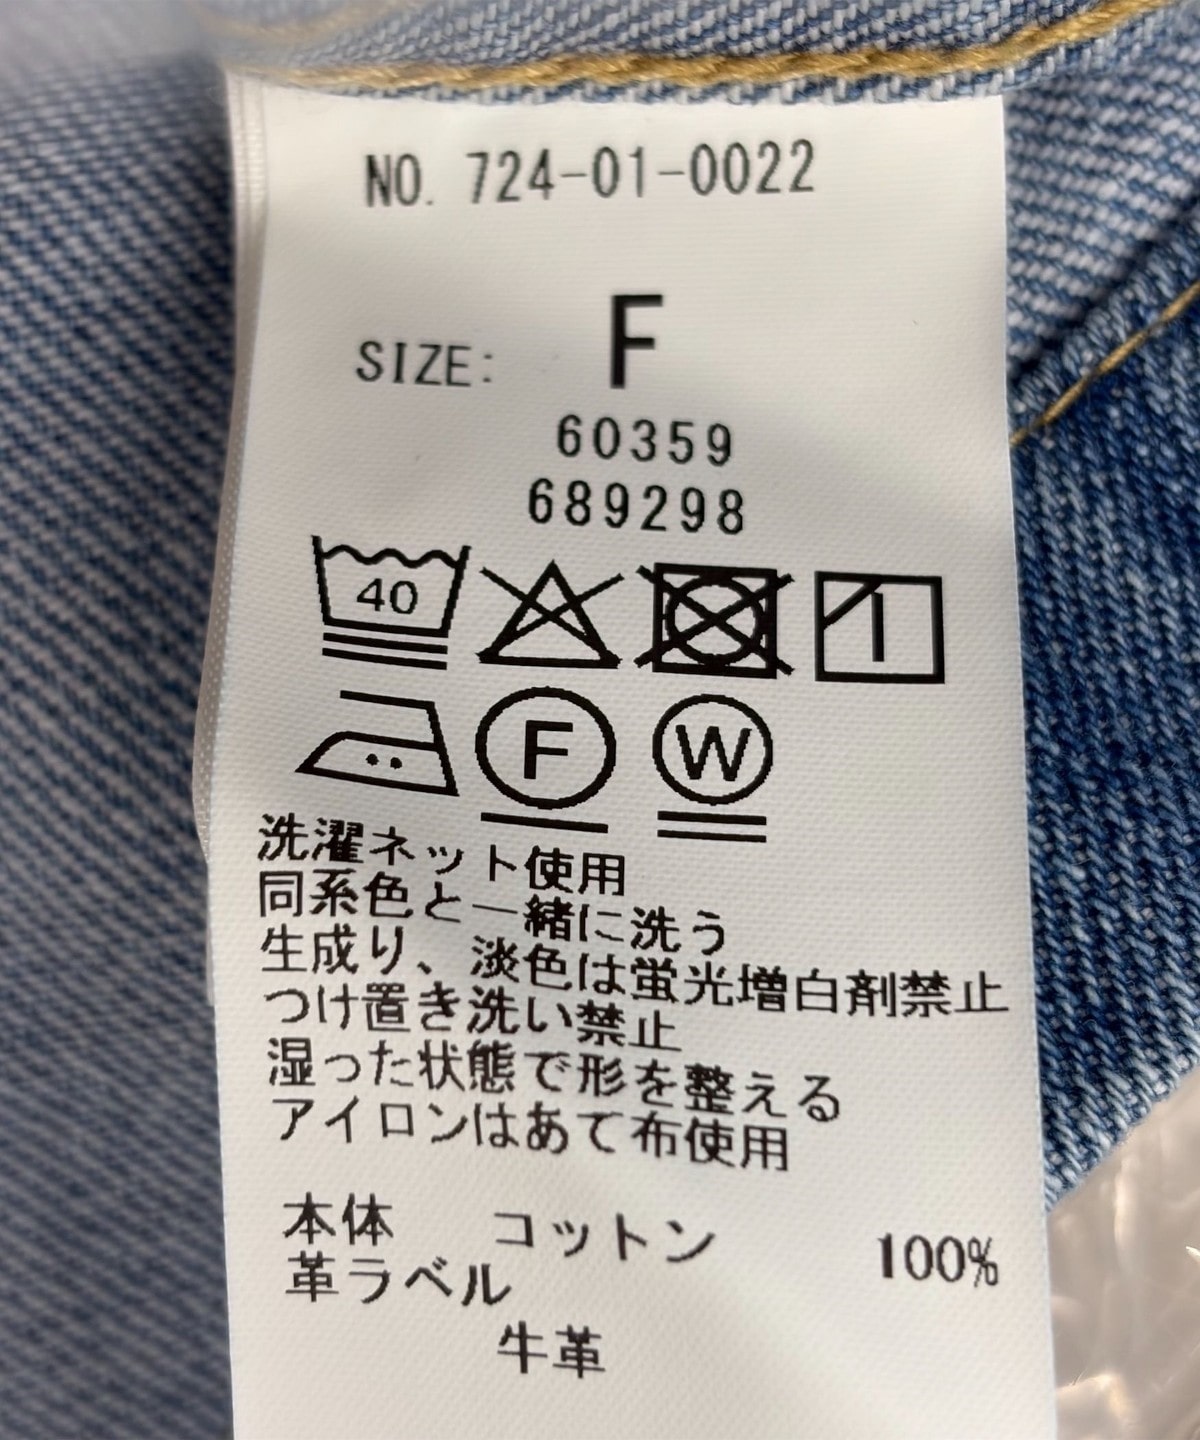 NO. 724-01-0022
SIZE: F
60359
689298
40
F W
洗濯ネット使用
同系色と一緒に洗う
生成り、淡色は蛍光増白剤禁止
つけ置き洗い禁止
湿った状態で形を整える
アイロンはあて布使用
本体 コットン 100%
革ラベル
牛革